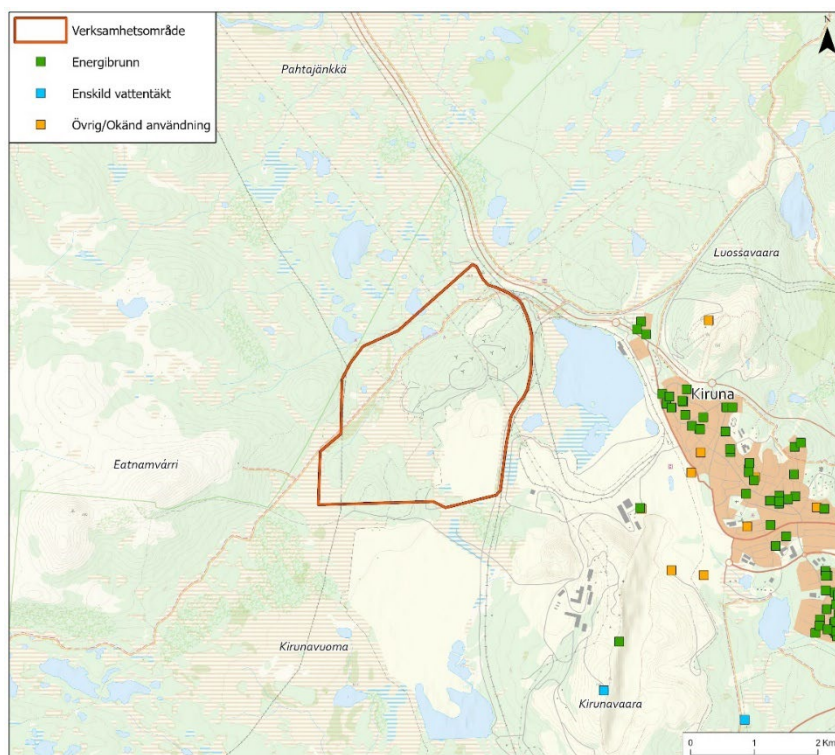 Verksamhetsområde
Energibrunn
Enskild vattentäkt
Övrig/Okänd användning
N
Pahtajänkkä
Luossavaara
Kiruna
Eatnamvárri
Kirunavuoma
Kirunavaara
0 1 2 Km